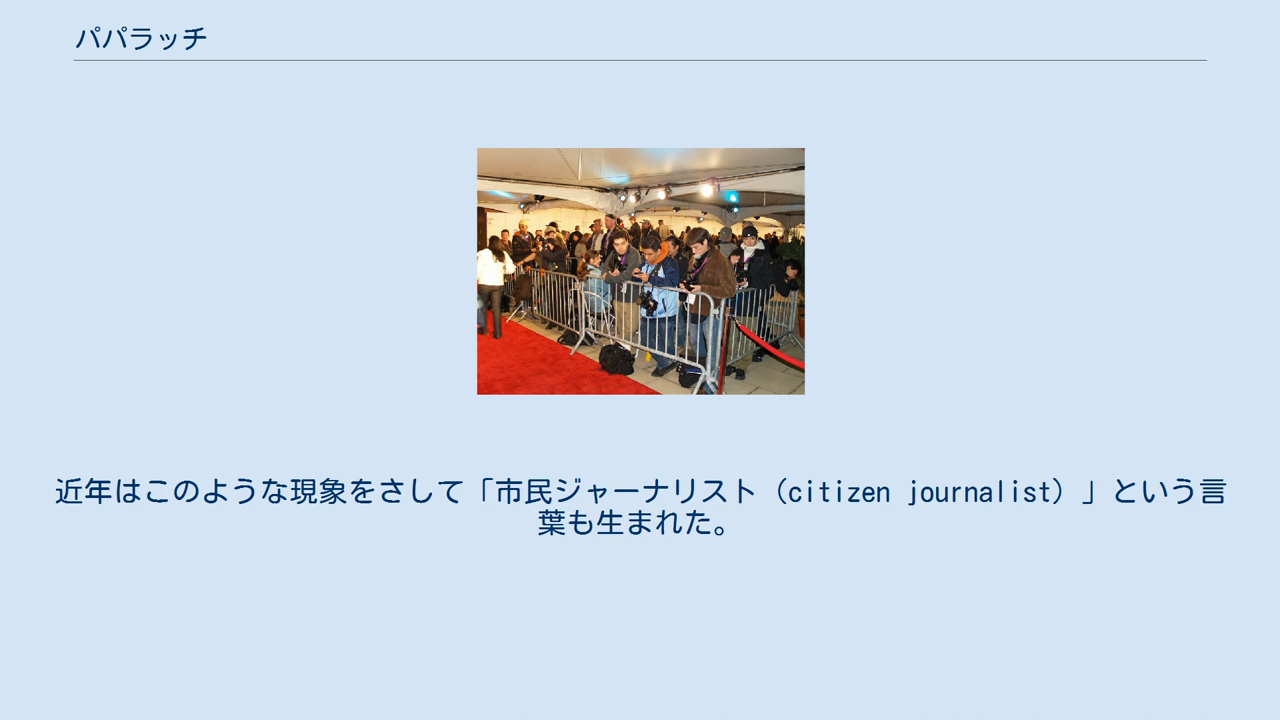 パパラッチ
近年はこのような現象をさして「市民ジャーナリスト（citizen journalist）」という言
葉も生まれた。